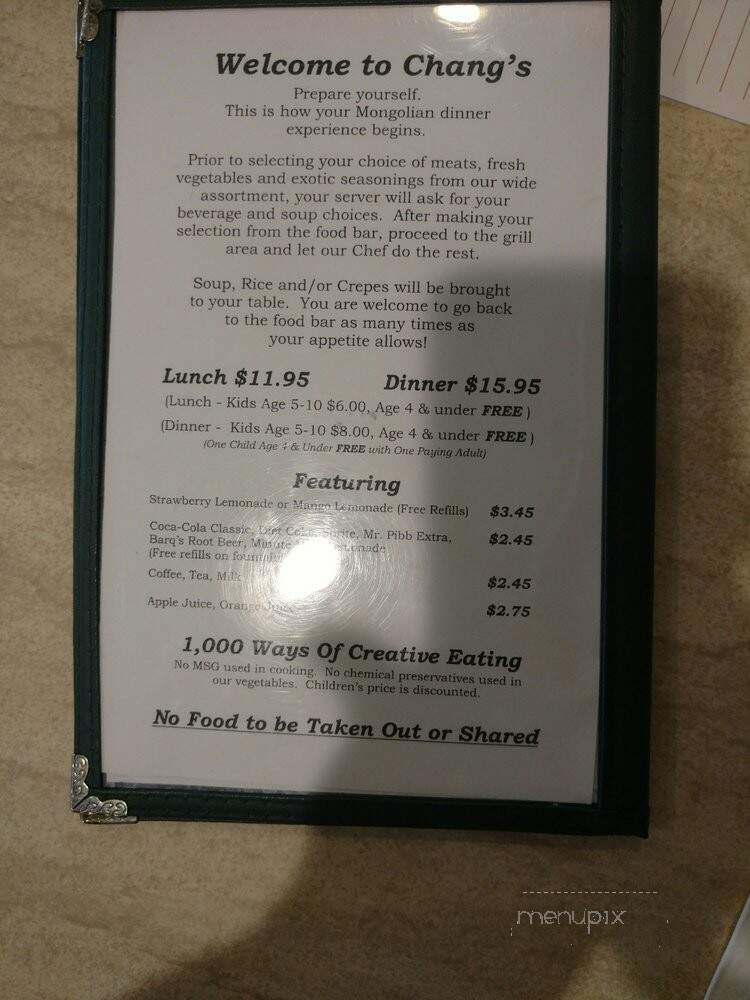 Welcome to Chang's
Prepare yourself.
This is how your Mongolian dinner
experience begins.
Prior to selecting your choice of meats, fresh
vegetables and exotic seasonings from our wide
assortment, your server will ask for your
beverage and soup choices. After making your
selection from the food bar, proceed to the grill
area and let our Chef do the rest.
Soup, Rice and/or Crepes will be brought
to your table. You are welcome to go back
to the food bar as many times as
your appetite allows!
Lunch $11.95 Dinner $15.95
(Lunch - Kids Age 5-10 $6.00, Age 4 & under FREE )
(Dinner - Kids Age 5-10 $8.00, Age 4 & under FREE )
(One Child Age 4 & Under FREE with One Paying Adult)
Featuring
Strawberry Lemonade or Mango Lemonade (Free Refills) $3.45
Coca-Cola Classic, Diet Coke, Sprite, Mr. Pibb Extra, $2.45
Barq's Root Beer, Minute
(Free refills on
Coffee, Tea, Milk $2.45
Apple Juice, Orange Juice $2.75
1,000 Ways Of Creative Eating
No MSG used in cooking. No chemical preservatives used in
our vegetables. Children's price is discounted.
No Food to be Taken Out or Shared
menupix